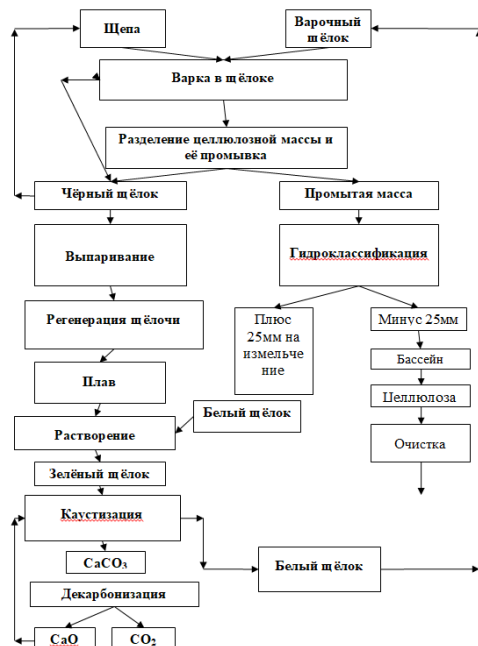 Щепа
Варочный
щёлок
Варка в щёлоке
Разделение целлюлозной массы и
её промывка
Чёрный щёлок
Промытая масса
Выпаривание
Гидроклассификация
Регенерация щёлочи
Плюс
25мм на
измельче
ние
Минус 25мм
Бассейн
Целлюлоза
Очистка
Плав
Белый щёлок
Растворение
Зелёный щёлок
Каустизация
CaCO₃
Белый щёлок
Декарбонизация
CaO
CO₂